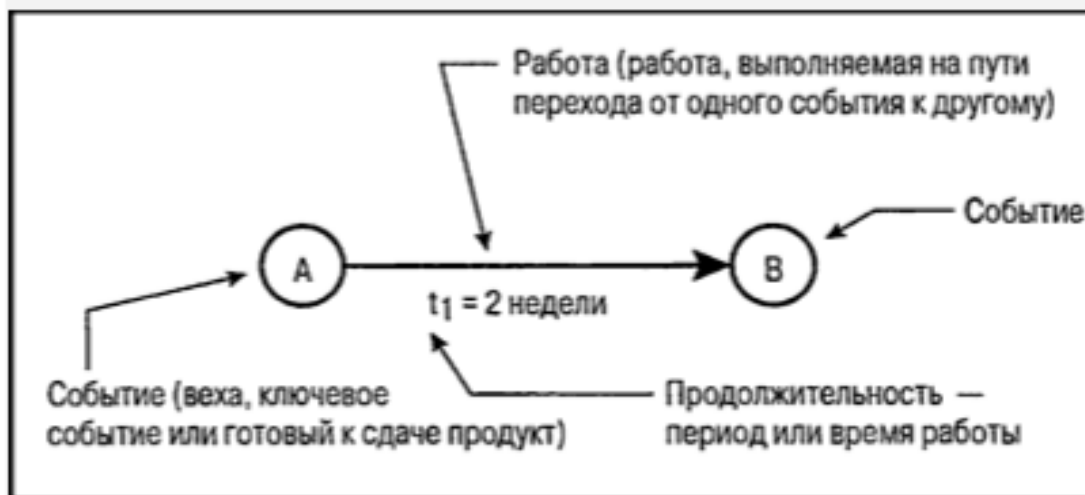 Работа (работа, выполняемая на пути
перехода от одного события к другому)
Событие
A
B
t1 = 2 недели
Событие (веха, ключевое
событие или готовый к сдаче продукт)
Продолжительность —
период или время работы